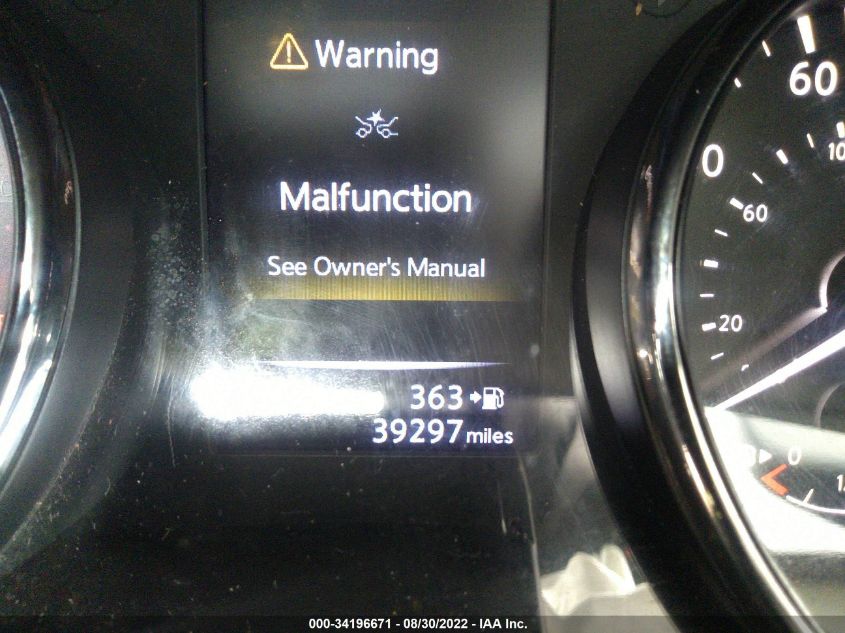 Warning
Malfunction
See Owner's Manual
363
39297 miles
60
0
60
20
0
000-34196671 - 08/30/2022 - IAA Inc.